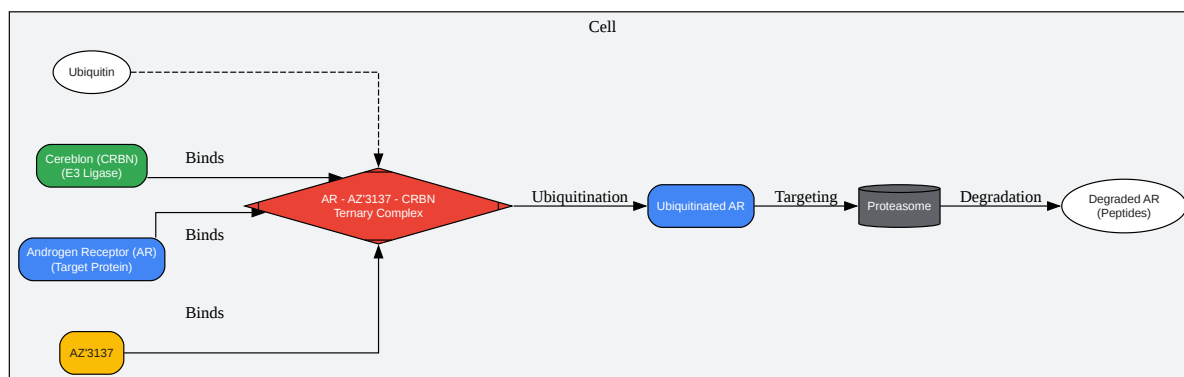 Cell
Ubiquitin
Cereblon (CRBN)
(E3 Ligase)
Binds
AR - AZ'3137 - CRBN
Ternary Complex
Ubiquitination
Ubiquitinated AR
Targeting
Proteasome
Degradation
Degraded AR
(Peptides)
Binds
Androgen Receptor (AR)
(Target Protein)
Binds
AZ'3137